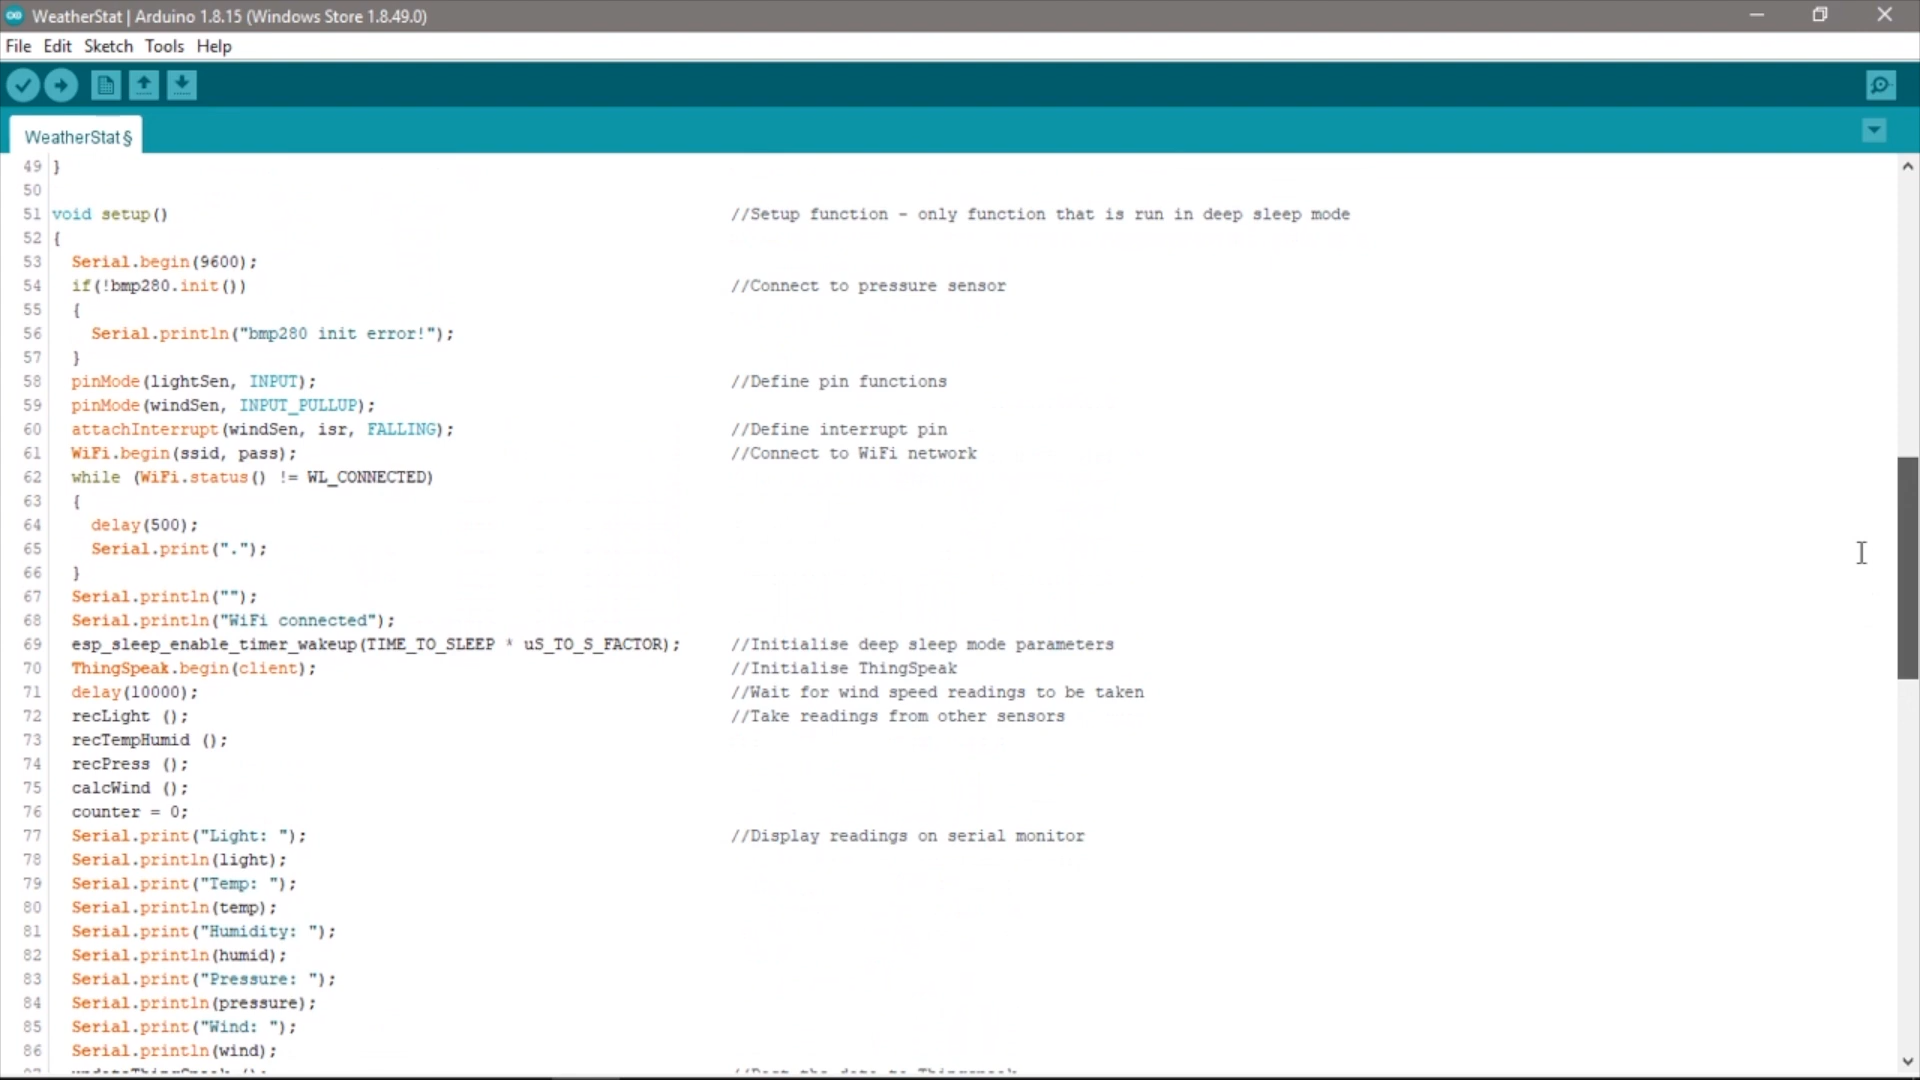 WeatherStat | Arduino 1.8.15 (Windows Store 1.8.49.0)
File Edit Sketch Tools Help
WeatherStat§
49 }
50
51 void setup() //Setup function - only function that is run in deep sleep mode
52 {
53 Serial.begin(9600);
54 if(!bmp280.init()) //Connect to pressure sensor
55 {
56 Serial.println("bmp280 init error!");
57 }
58 pinMode(lightSen, INPUT); //Define pin functions
59 pinMode(windSen, INPUT_PULLUP);
60 attachInterrupt(windSen, isr, FALLING); //Define interrupt pin
61 WiFi.begin(ssid, pass); //Connect to WiFi network
62 while (WiFi.status() != WL_CONNECTED)
63 {
64 delay(500);
65 Serial.print(".");
66 }
67 Serial.println("");
68 Serial.println("WiFi connected");
69 esp_sleep_enable_timer_wakeup(TIME_TO_SLEEP * uS_TO_S_FACTOR); //Initialise deep sleep mode parameters
70 ThingSpeak.begin(client); //Initialise ThingSpeak
71 delay(10000); //Wait for wind speed readings to be taken
72 recLight (); //Take readings from other sensors
73 recTempHumid ();
74 recPress ();
75 calcWind ();
76 counter = 0;
77 Serial.print("Light: "); //Display readings on serial monitor
78 Serial.println(light);
79 Serial.print("Temp: ");
80 Serial.println(temp);
81 Serial.print("Humidity: ");
82 Serial.println(humid);
83 Serial.print("Pressure: ");
84 Serial.println(pressure);
85 Serial.print("Wind: ");
86 Serial.println(wind);